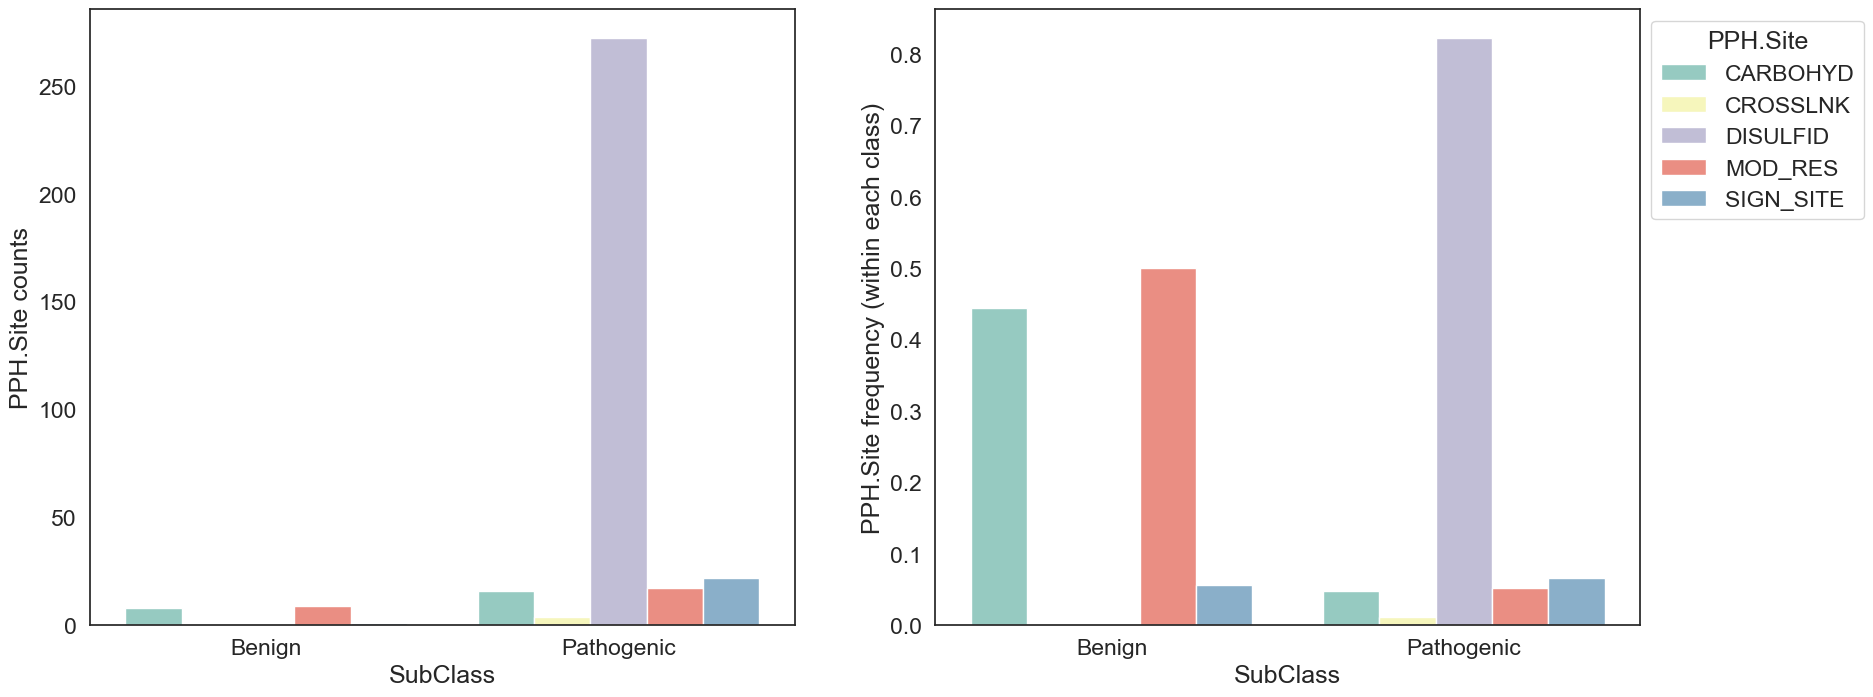 PPH.Site counts
250
200
150
100
50
0
Benign
Pathogenic
SubClass
PPH.Site frequency (within each class)
0.8
0.7
0.6
0.5
0.4
0.3
0.2
0.1
0.0
Benign
Pathogenic
SubClass
PPH.Site
CARBOHYD
CROSSLNK
DISULFID
MOD_RES
SIGN_SITE